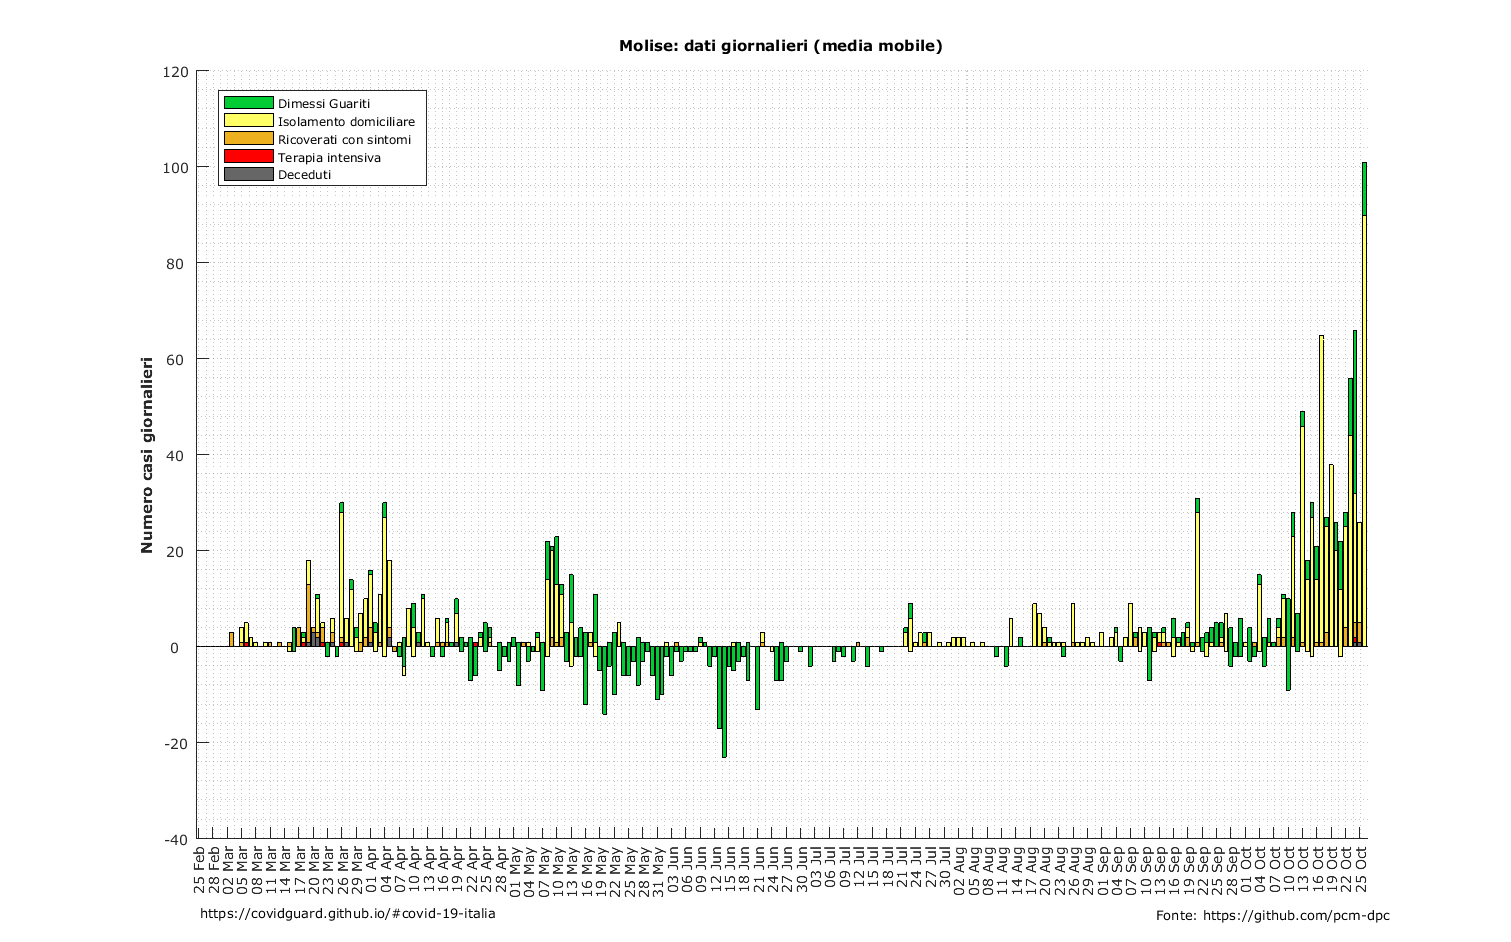 Molise: dati giornalieri (media mobile)
Dimessi Guariti
Isolamento domiciliare
Ricoverati con sintomi
Terapia intensiva
Deceduti
Numero casi giornalieri
120
100
80
60
40
20
0
-20
-40
25 Feb
28 Feb
02 Mar
05 Mar
08 Mar
11 Mar
14 Mar
17 Mar
20 Mar
23 Mar
26 Mar
29 Mar
01 Apr
04 Apr
07 Apr
10 Apr
13 Apr
16 Apr
19 Apr
22 Apr
25 Apr
28 Apr
01 May
04 May
07 May
10 May
13 May
16 May
19 May
22 May
25 May
28 May
31 May
03 Jun
06 Jun
09 Jun
12 Jun
15 Jun
18 Jun
21 Jun
24 Jun
27 Jun
30 Jun
03 Jul
06 Jul
09 Jul
12 Jul
15 Jul
18 Jul
21 Jul
24 Jul
27 Jul
30 Jul
02 Aug
05 Aug
08 Aug
11 Aug
14 Aug
17 Aug
20 Aug
23 Aug
26 Aug
29 Aug
01 Sep
04 Sep
07 Sep
10 Sep
13 Sep
16 Sep
19 Sep
22 Sep
25 Sep
28 Sep
01 Oct
04 Oct
07 Oct
10 Oct
13 Oct
16 Oct
19 Oct
22 Oct
25 Oct
https://covidguard.github.io/#covid-19-italia
Fonte: https://github.com/pcm-dpc